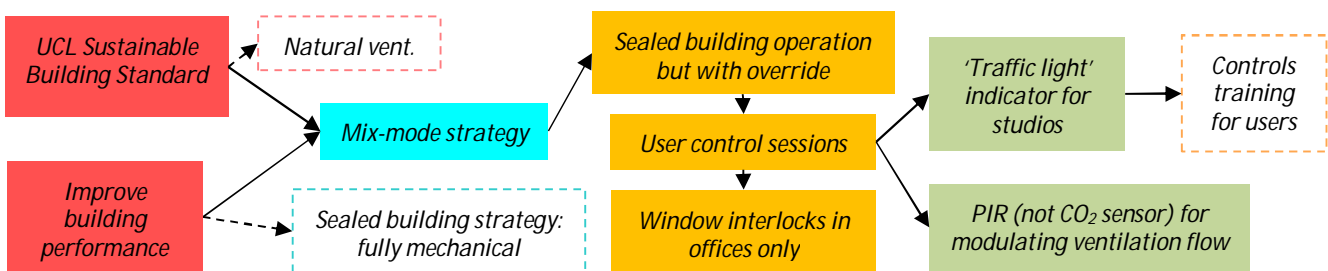 UCL Sustainable
Building Standard
Natural vent.
Mix-mode strategy
Improve
building
performance
Sealed building strategy:
fully mechanical
Sealed building operation
but with override
User control sessions
Window interlocks in
offices only
‘Traffic light’
indicator for
studios
Controls
training
for users
PIR (not CO₂ sensor) for
modulating ventilation flow